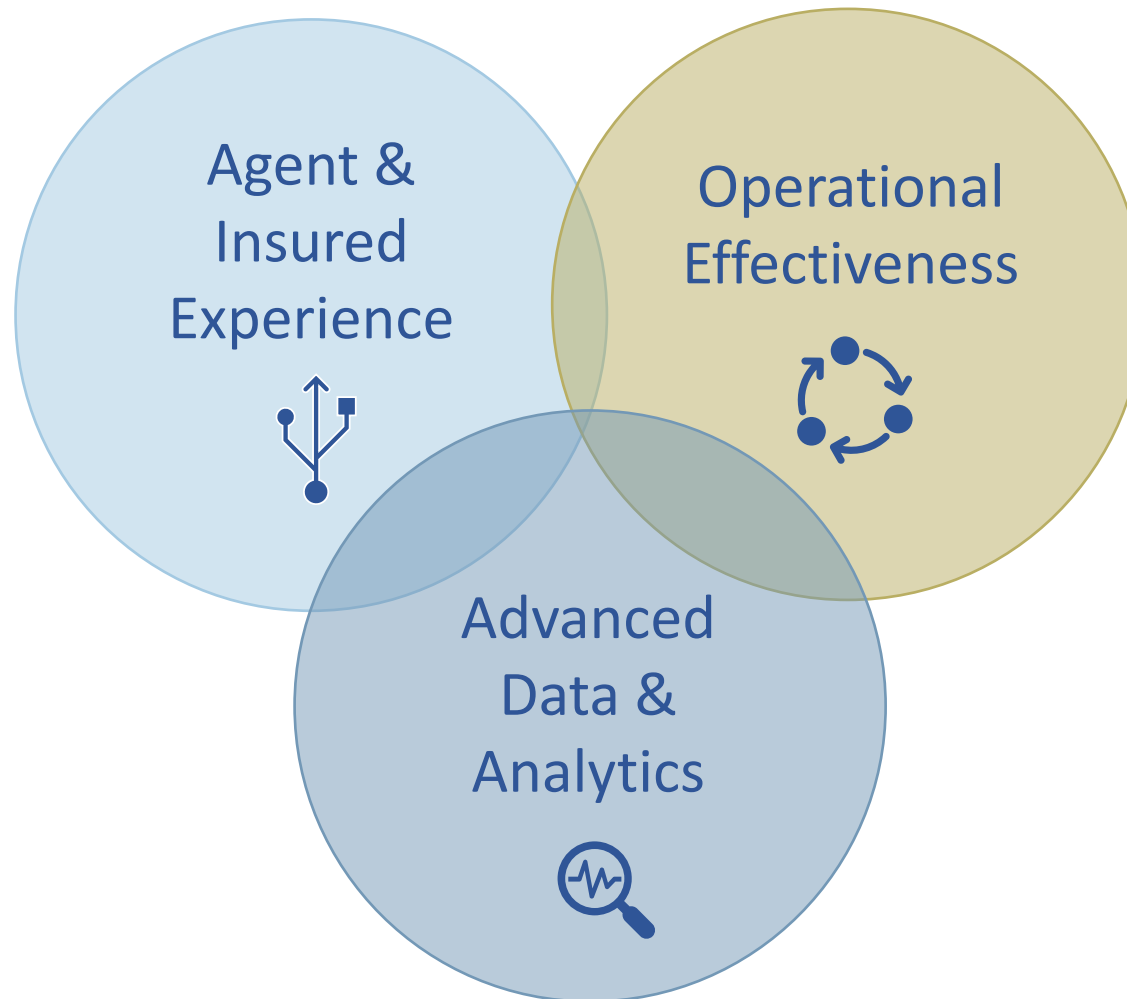 Agent &
Insured
Experience
Operational
Effectiveness
Advanced
Data &
Analytics